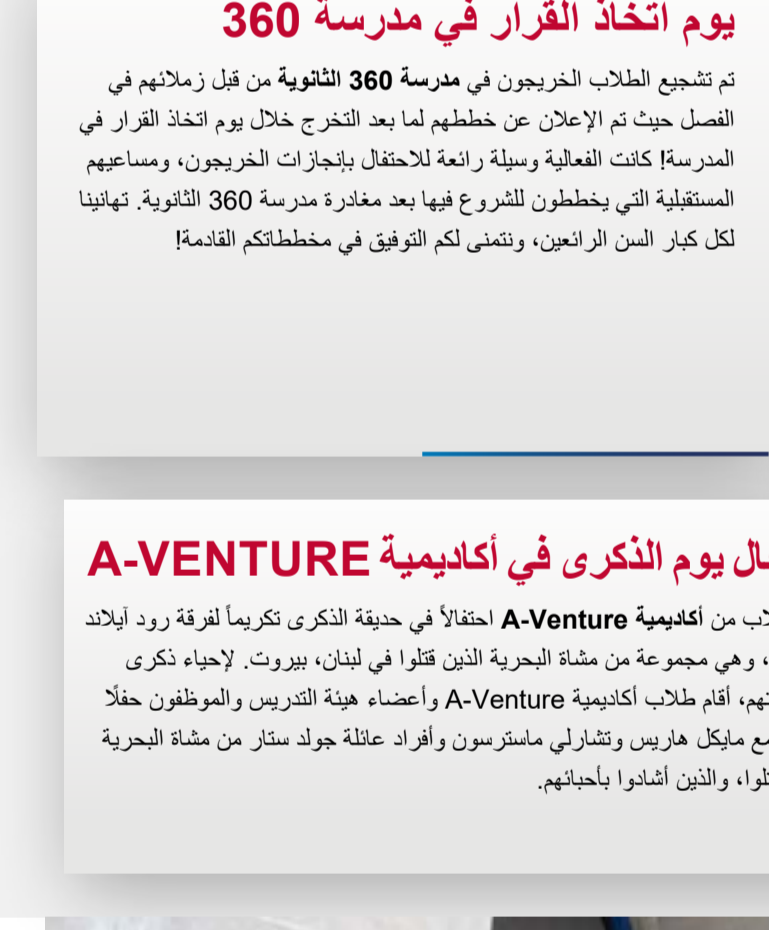 يوم اتخاذ القرار في مدرسة 360
تم تشجيع الطلاب الخريجون في مدرسة 360 الثانوية من قبل زملائهم في
الفصل حيث تم الإعلان عن خططهم لما بعد التخرج خلال يوم اتخاذ القرار في
المدرسة! كانت الفعالية وسيلة رائعة للاحتفال بإنجازات الخريجون، ومساعيهم
المستقبلية التي يخططون للشروع فيها بعد مغادرة مدرسة 360 الثانوية. تهانينا
لكل كبار السن الرائعين، ونتمنى لكم التوفيق في مخططاتكم القادمة!
يوم الذكرى في أكاديمية A-VENTURE
من أكاديمية A-Venture احتفالاً في حديقة الذكرى تكريماً لفرقة رود آيلاند
، وهي مجموعة من مشاة البحرية الذين قتلوا في لبنان، بيروت. لإحياء ذكرى
أقام طلاب أكاديمية A-Venture وأعضاء هيئة التدريس والموظفون حفلًا
مع مايكل هاريس وتشارلي ماسترسون وأفراد عائلة جولد ستار من مشاة البحرية
والذين أشادوا بأحبائهم.